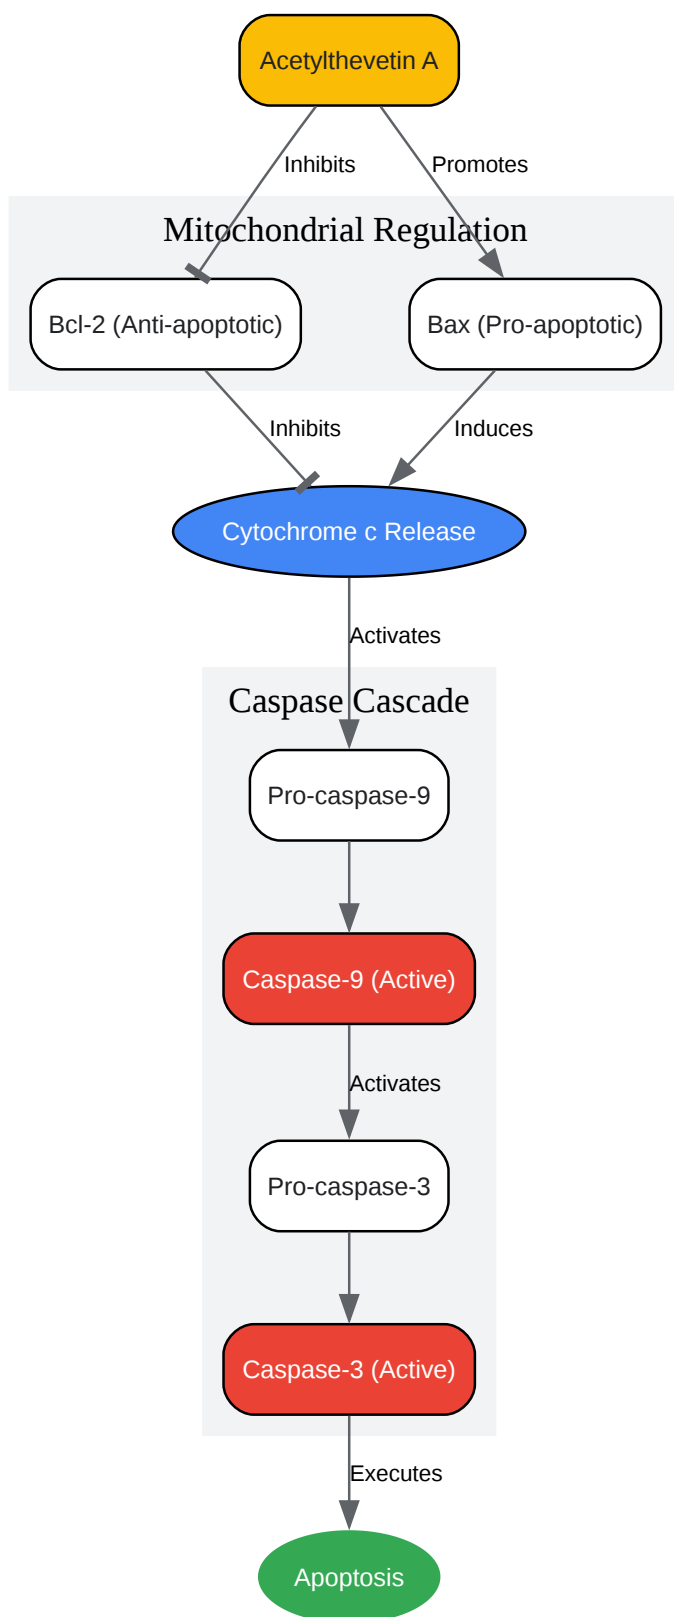 Acetylthevetin A
Inhibits
Promotes
Mitochondrial Regulation
Bcl-2 (Anti-apoptotic)
Bax (Pro-apoptotic)
Inhibits
Induces
Cytochrome c Release
Activates
Caspase Cascade
Pro-caspase-9
Caspase-9 (Active)
Activates
Pro-caspase-3
Caspase-3 (Active)
Executes
Apoptosis